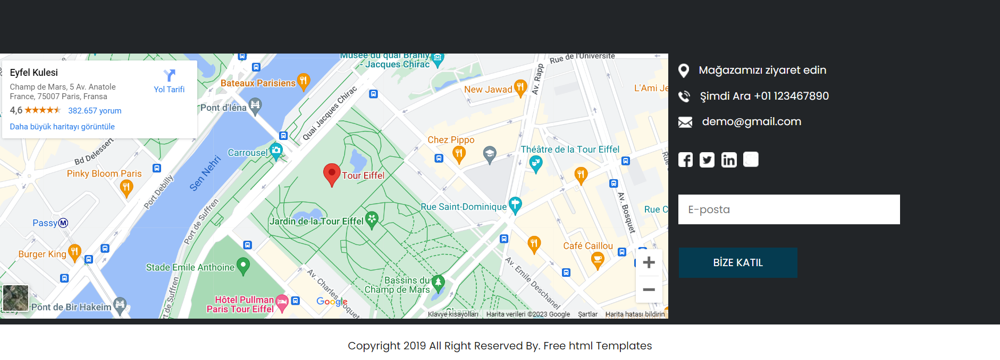 Musée du quai Branly
- Jacques Chirac
Rue de l'Université
Eyfel Kulesi
Champ de Mars, 5 Av. Anatole
France, 75007 Paris, Fransa
4,6
382.657 yorum
Daha büyük haritayı görüntüle
Yol Tarifi
Bateaux Parisiens
New Jawad
Av. Rapp
L'Ami Je
Pont d'Iéna
Quai Jacques Chirac
Bd Delessert
Carrousel
Chez Pippo
Théâtre de la Tour Eiffel
Pinky Bloom Paris
Port Debilly
Sen Nehri
Tour Eiffel
Port de Suffren
Rue Saint-Dominique
Av. Bosquet
Rue C
Passy
M
Jardin de la Tour Eiffel
Burger King
Café Caillou
Stade Emile Anthoine
Av. Emile Deschanel
Bassins du
Champ de Mars
Hôtel Pullman
Paris Tour Eiffel
Pont de Bir Hakeim
Google
Klavye kısayolları
Harita verileri ©2023 Google
Şartlar
Harita hatası bildirin
Mağazamızı ziyaret edin
Şimdi Ara +01 123467890
demo@gmail.com
E-posta
BİZE KATIL
Copyright 2019 All Right Reserved By. Free html Templates